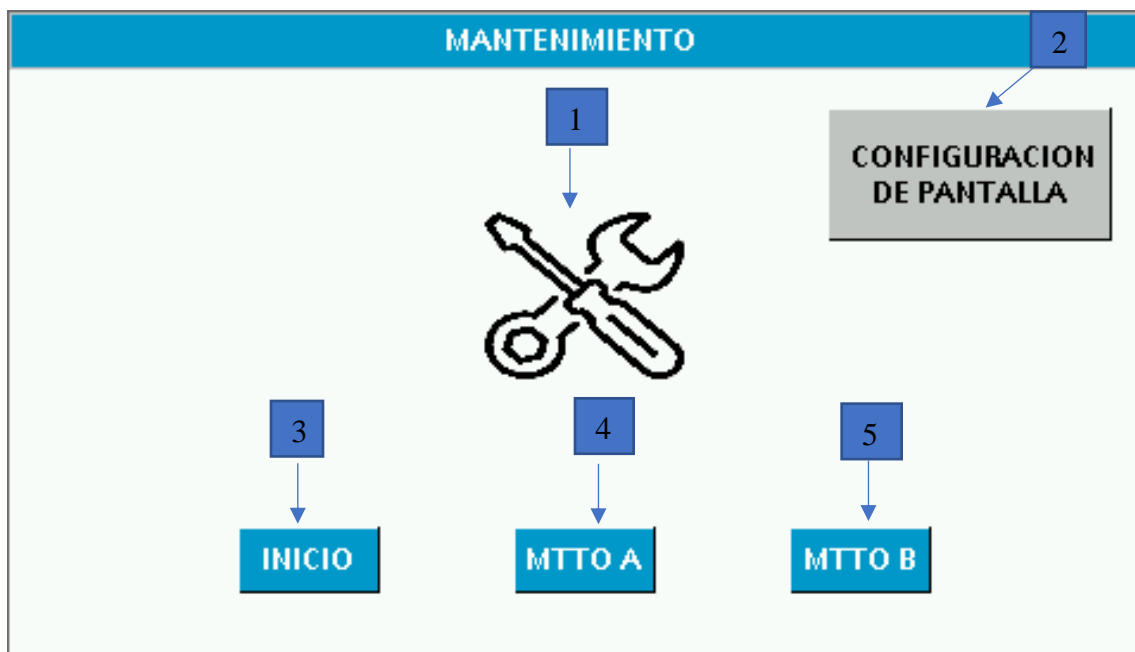 MANTENIMIENTO
2
1
CONFIGURACION
DE PANTALLA
3
4
5
INICIO
MTTO A
MTTO B